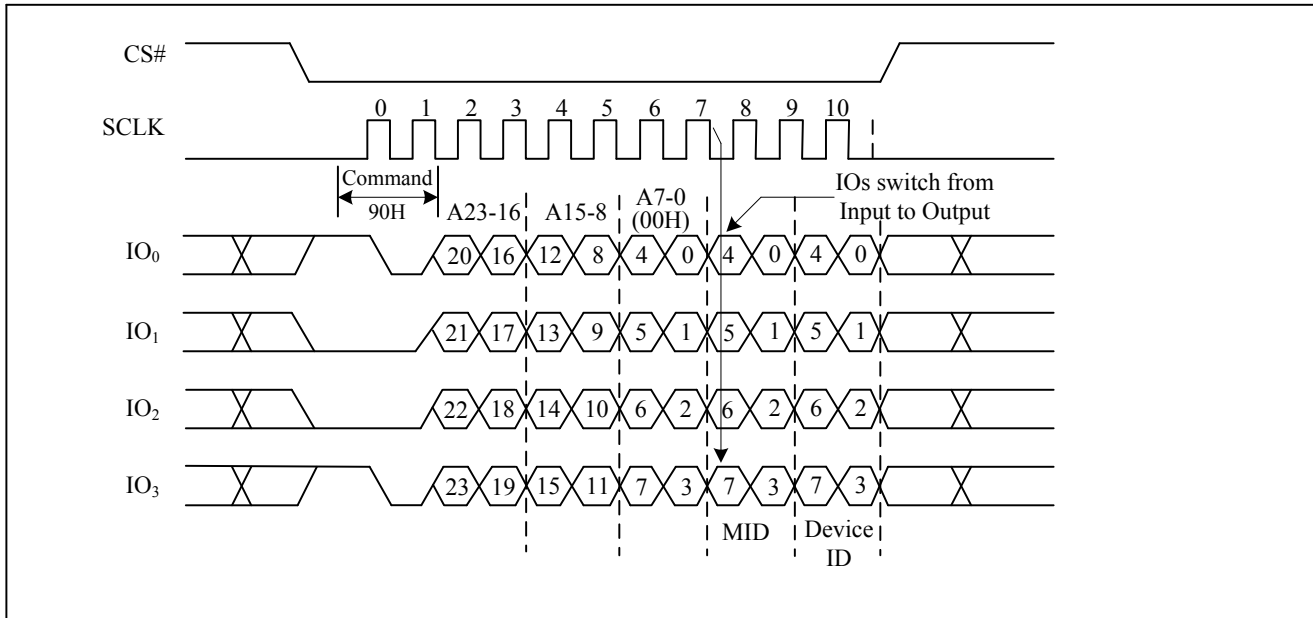 CS#
0 1 2 3 4 5 6 7 8 9 10
SCLK
Command
90H
A23-16 A15-8 A7-0
(00H)
IOs switch from
Input to Output
IO0 20 16 12 8 4 0 4 0 4 0
IO1 21 17 13 9 5 1 5 1 5 1
IO2 22 18 14 10 6 2 6 2 6 2
IO3 23 19 15 11 7 3 7 3 7 3
MID
Device
ID